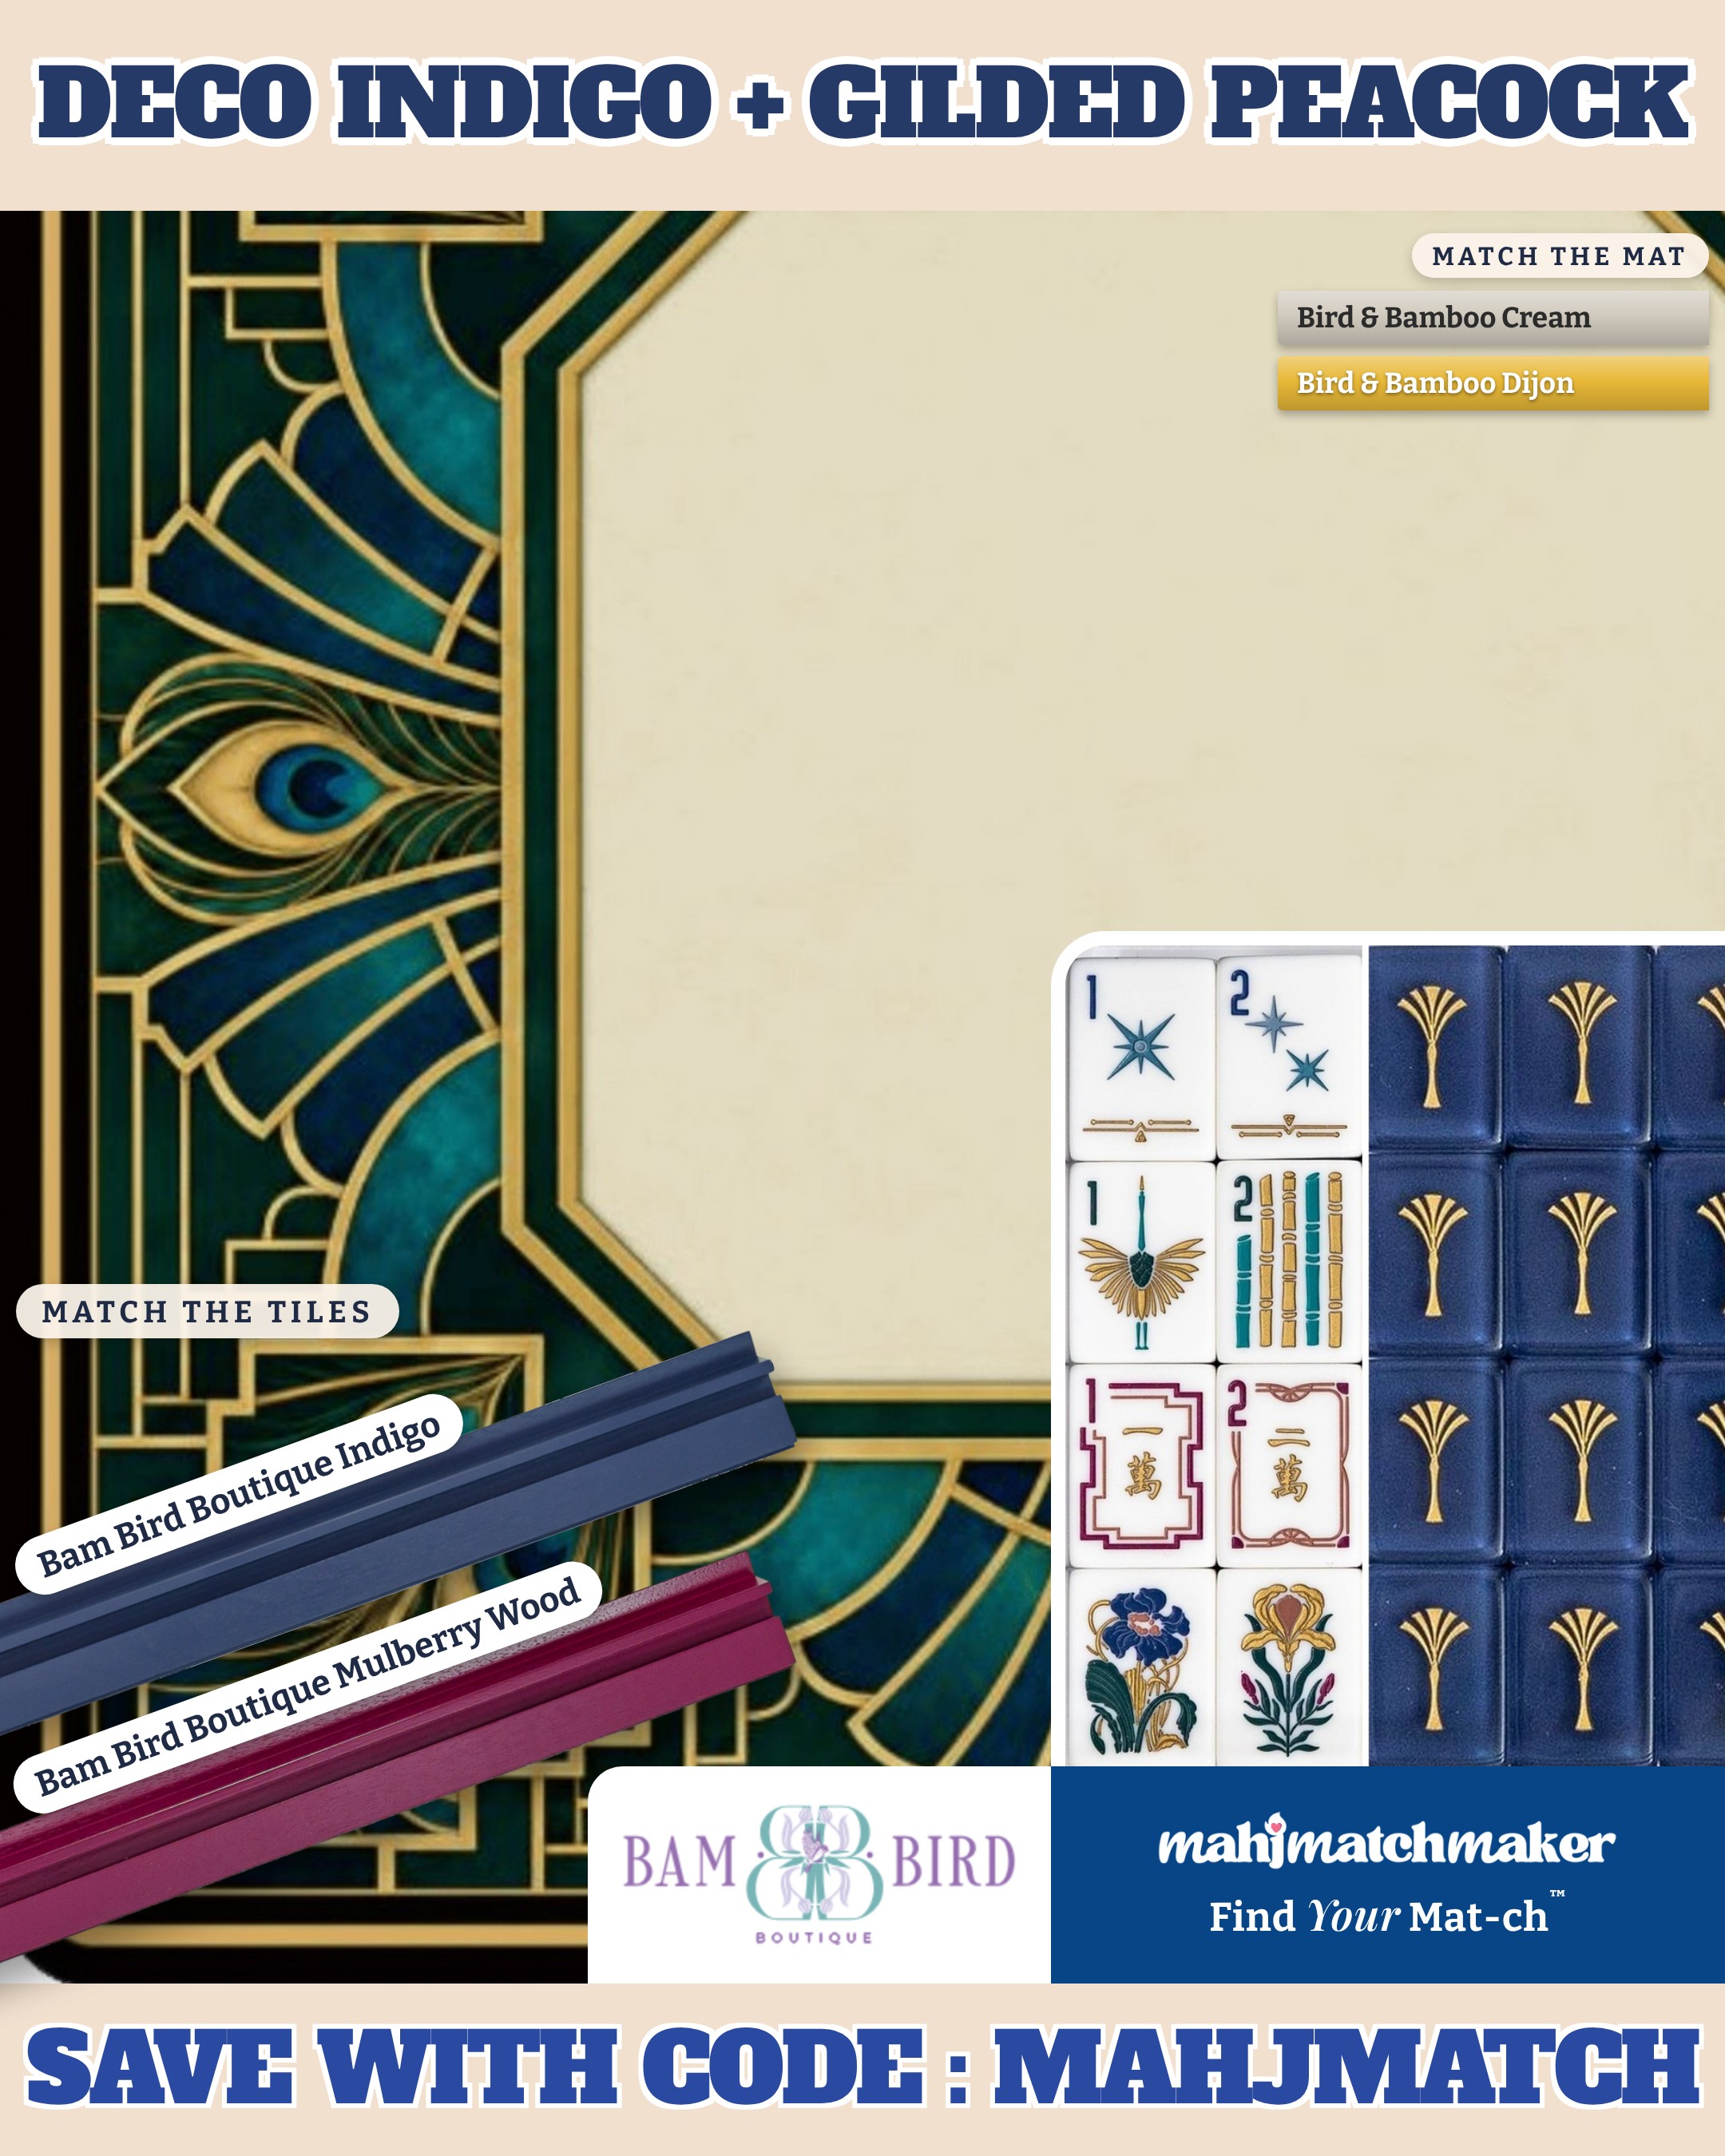 DECO INDIGO + GILDED PEACOCK
MATCH THE MAT
Bird & Bamboo Cream
Bird & Bamboo Dijon
1
2
1
2
1
一萬
2
二萬
MATCH THE TILES
Bam Bird Boutique Indigo
Bam Bird Boutique Mulberry Wood
BAM BIRD
BOUTIQUE
mahjmatchmaker
Find Your Mat-ch™
SAVE WITH CODE : MAHJMATCH